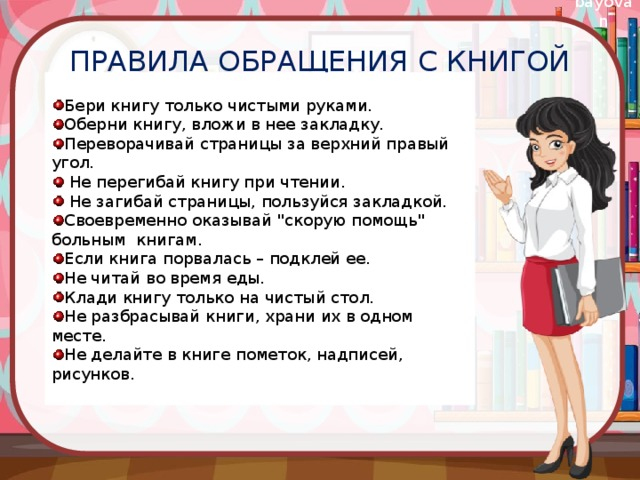 bayova
n
ПРАВИЛА ОБРАЩЕНИЯ С КНИГОЙ
Бери книгу только чистыми руками.
Оберни книгу, вложи в нее закладку.
Переворачивай страницы за верхний правый
угол.
Не перегибай книгу при чтении.
Не загибай страницы, пользуйся закладкой.
Своевременно оказывай "скорую помощь"
больным книгам.
Если книга порвалась – подклей ее.
Не читай во время еды.
Клади книгу только на чистый стол.
Не разбрасывай книги, храни их в одном
месте.
Не делайте в книге пометок, надписей,
рисунков.